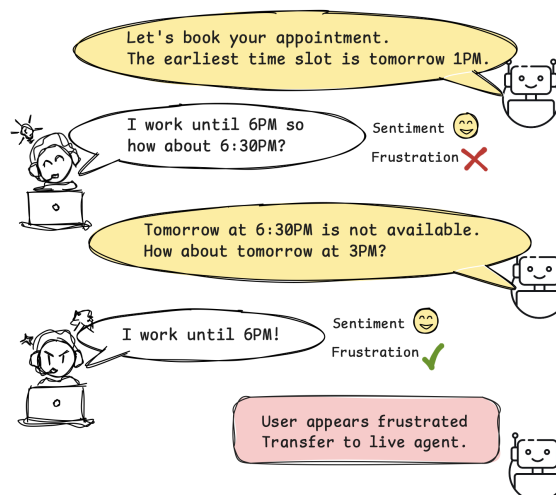 Let's book your appointment.
The earliest time slot is tomorrow 1PM.
I work until 6PM so
how about 6:30PM?
Sentiment
Frustration
Tomorrow at 6:30PM is not available.
How about tomorrow at 3PM?
I work until 6PM!
Sentiment
Frustration
User appears frustrated
Transfer to live agent.